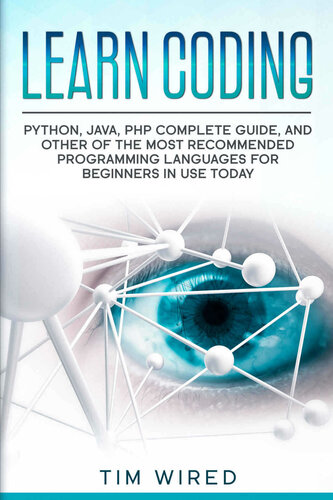 LEARN CODING
PYTHON, JAVA, PHP COMPLETE GUIDE, AND
OTHER OF THE MOST RECOMMENDED
PROGRAMMING LANGUAGES FOR
BEGINNERS IN USE TODAY
TIM WIRED